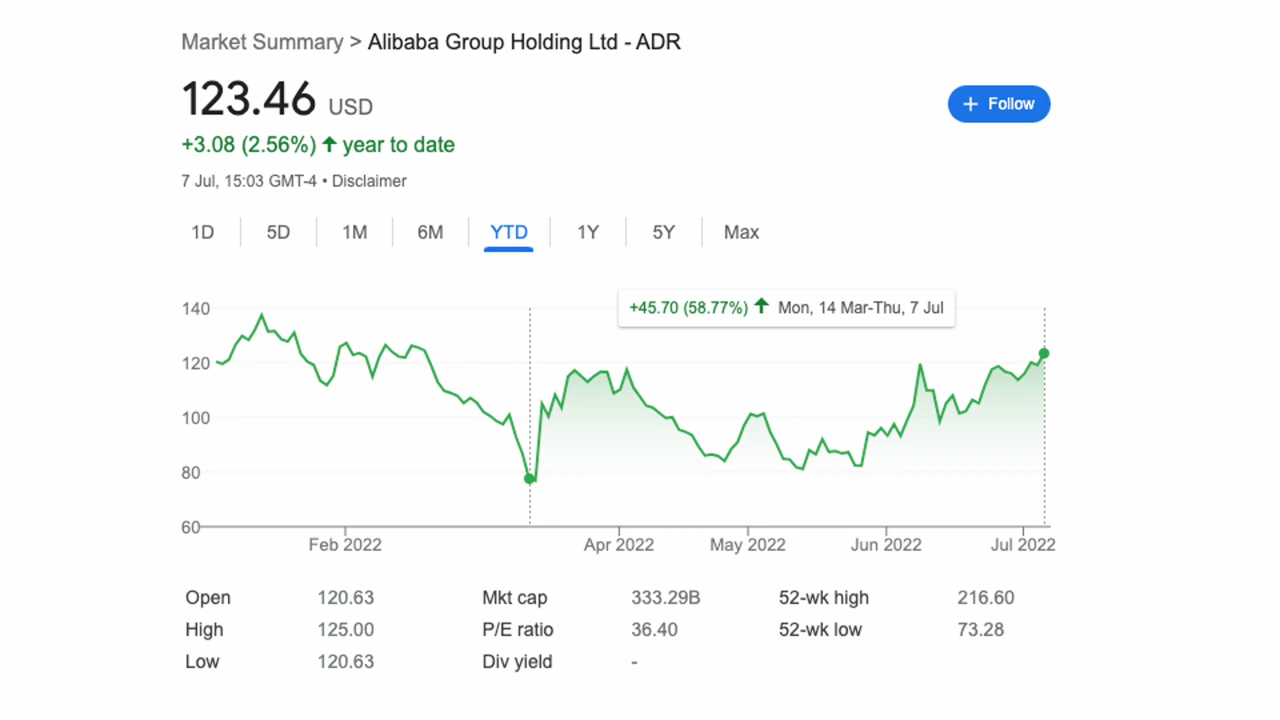 Market Summary > Alibaba Group Holding Ltd - ADR
123.46 USD
+ Follow
+3.08 (2.56%) ↑ year to date
7 Jul, 15:03 GMT-4 • Disclaimer
1D 5D 1M 6M YTD 1Y 5Y Max
+45.70 (58.77%) ↑ Mon, 14 Mar-Thu, 7 Jul
140
120
100
80
60
Feb 2022 Apr 2022 May 2022 Jun 2022 Jul 2022
Open 120.63 Mkt cap 333.29B 52-wk high 216.60
High 125.00 P/E ratio 36.40 52-wk low 73.28
Low 120.63 Div yield -